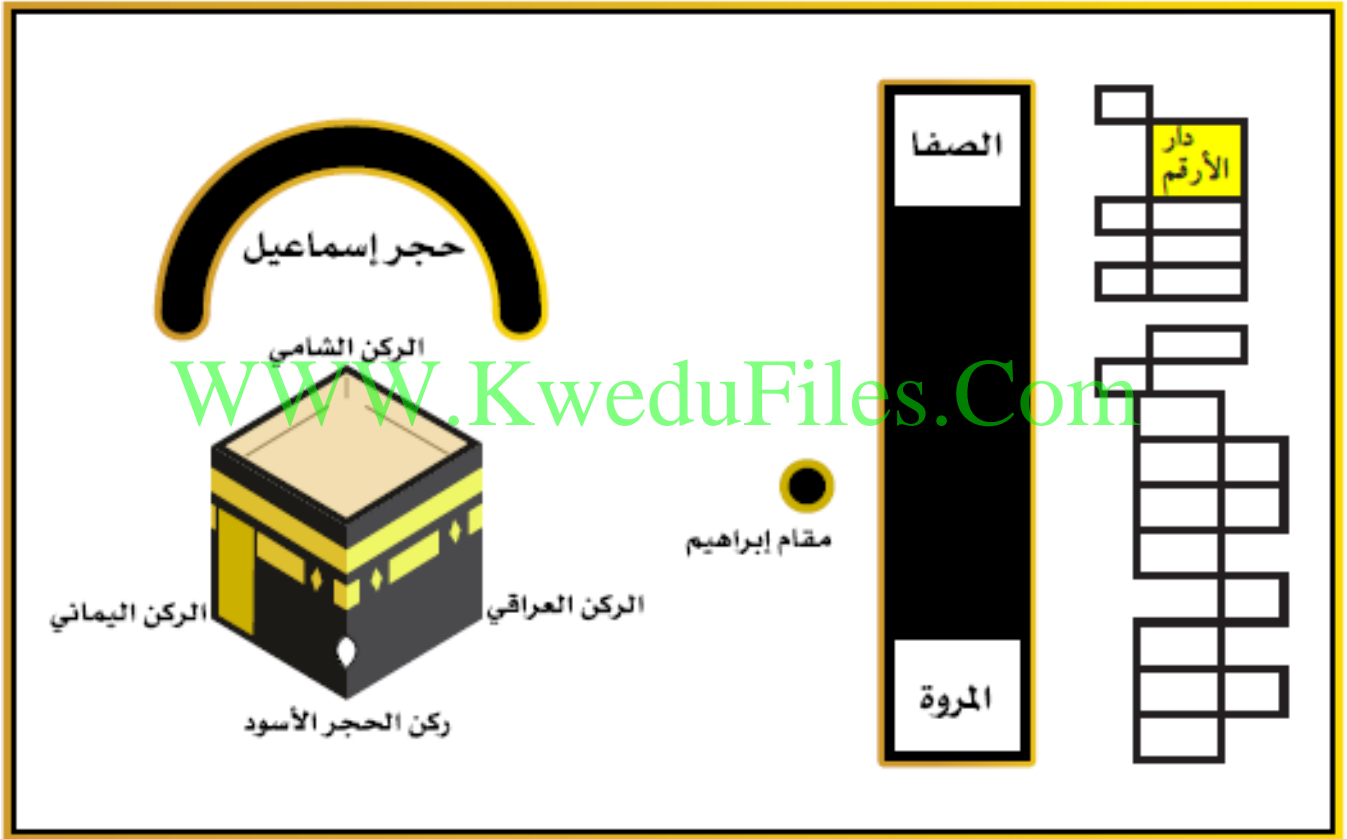 الصفا
دار
الأرقم
حجر إسماعيل
الركن الشامي
WWW.KweduFiles.Com
مقام إبراهيم
الركن العراقي
الركن اليماني
ركن الحجر الأسود
المروة